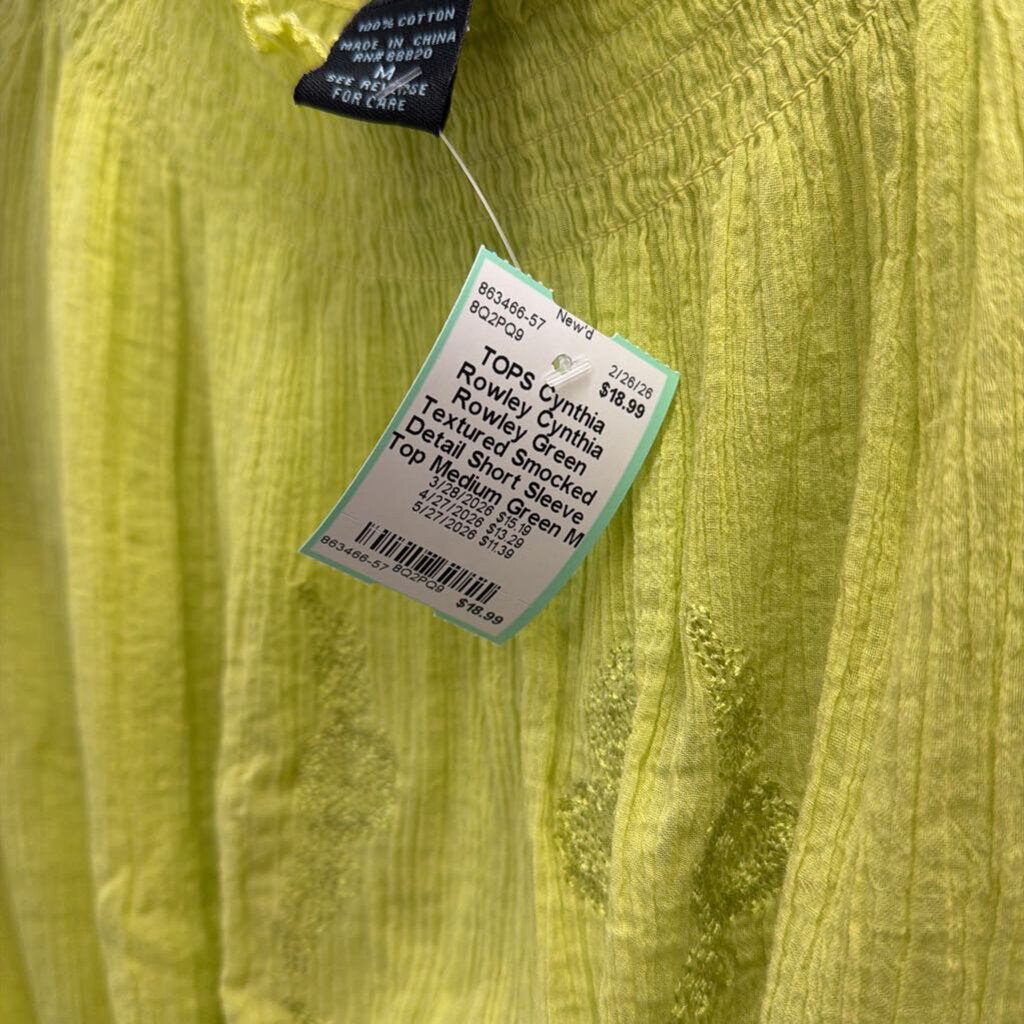 100% COTTON
MADE IN CHINA
RN# 88820
M
SEE REVERSE
FOR CARE
863466-57
8Q2PQ9
New'd
2/26/26
$18.99
TOPS Cynthia
Rowley Cynthia
Rowley Green
Textured Smocked
Detail Short Sleeve
Top Medium Green M
3/28/2026 $15.19
4/27/2026 $13.29
5/27/2026 $11.39
863466-57 8Q2PQ9
$18.99